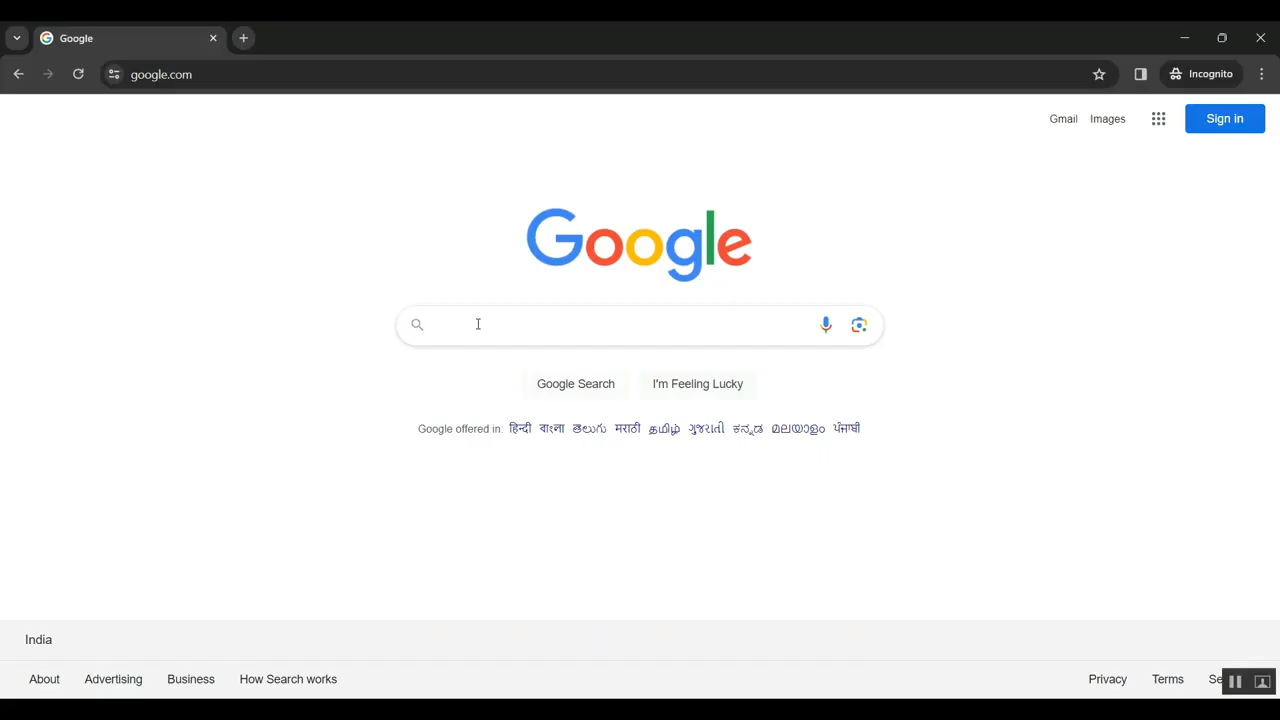 Google
google.com
Incognito
Gmail Images Sign in
Google
Google Search I'm Feeling Lucky
Google offered in: हिन्दी বাংলা తెలుగు मराठी தமிழ் ગુજરાતી ಕನ್ನಡ മലയാളം ਪੰਜਾਬੀ
India
About Advertising Business How Search works Privacy Terms Se